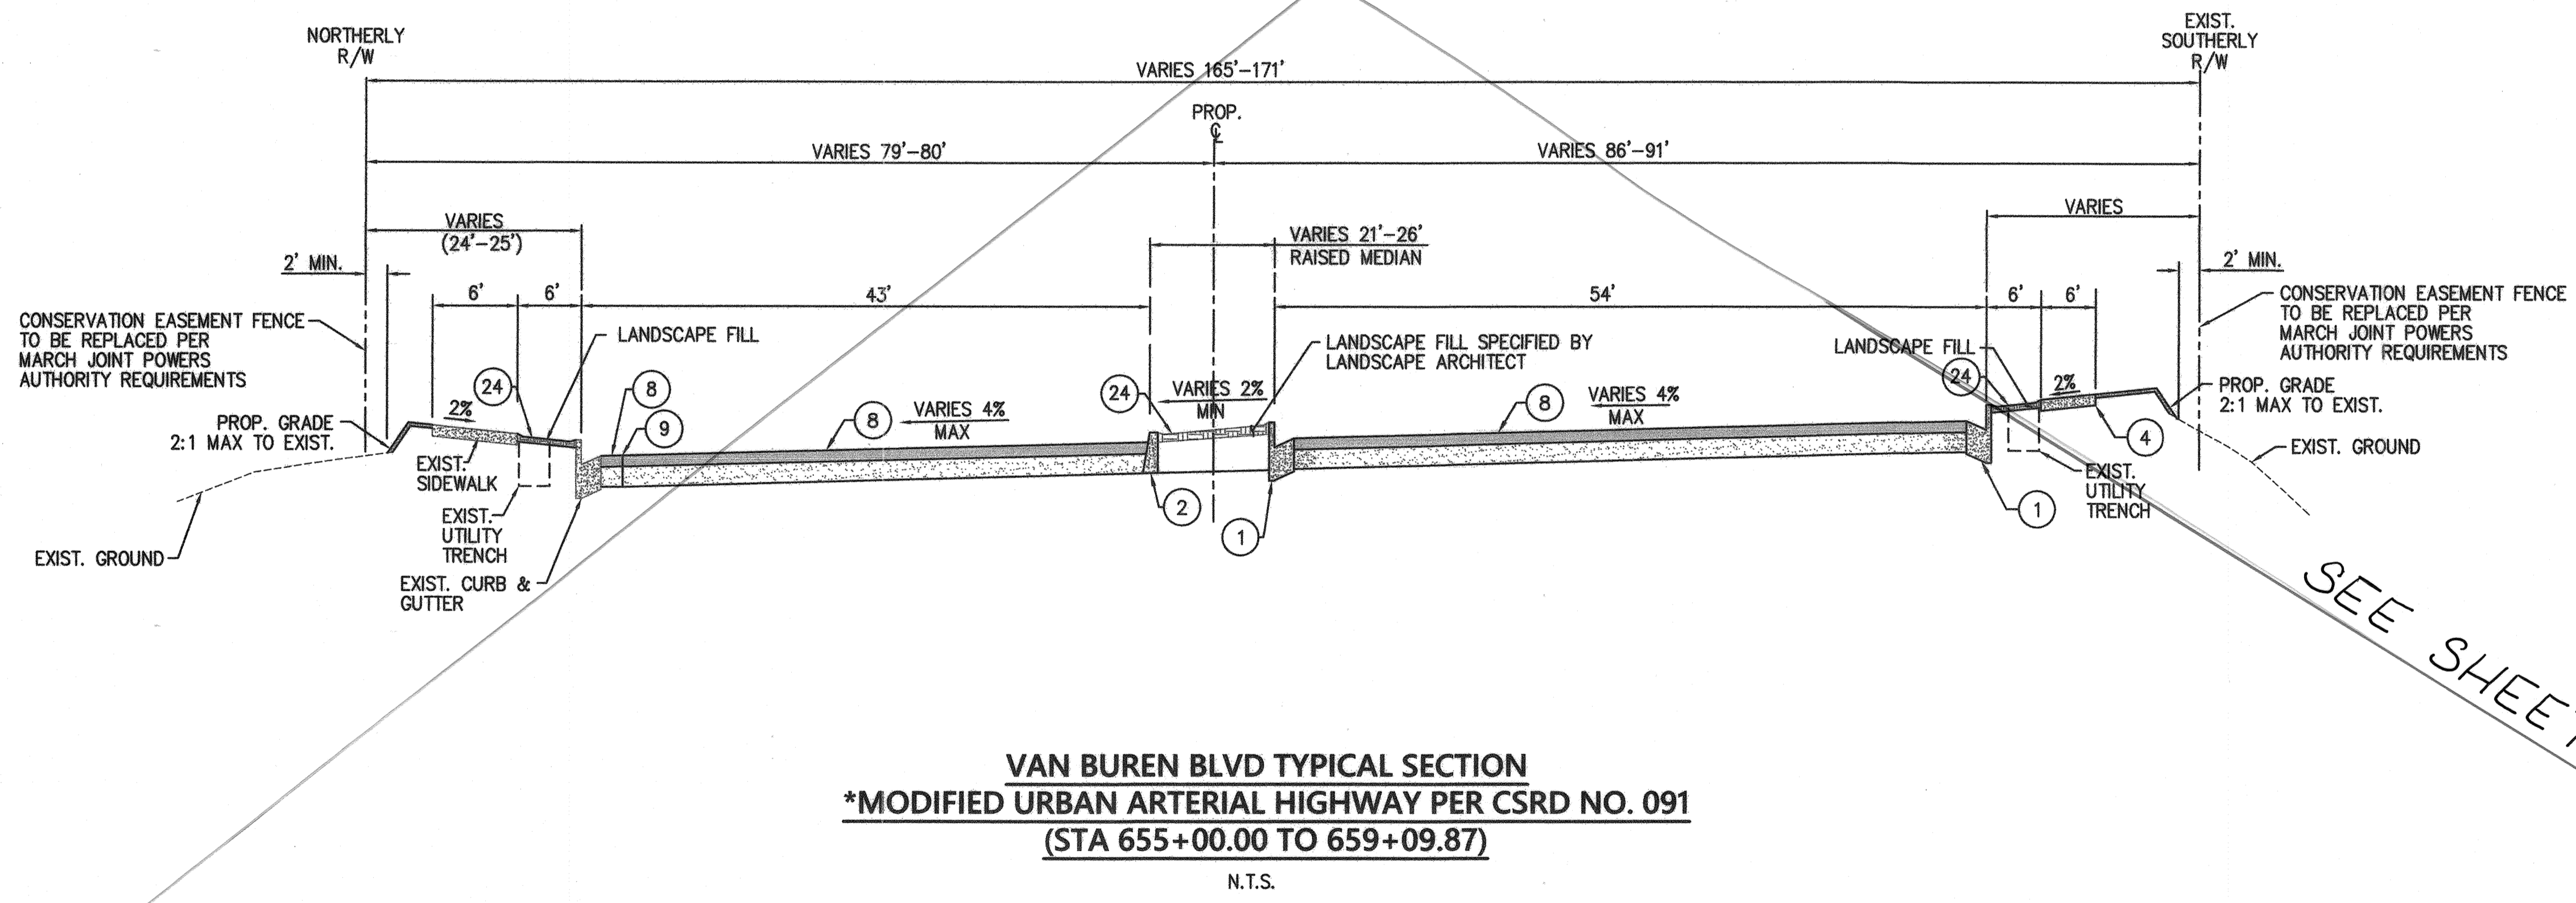 NORTHERLY
R/W
EXIST.
SOUTHERLY
R/W
VARIES 165'-171'
PROP.
℄
VARIES 79'-80'
VARIES 86'-91'
VARIES
(24'-25')
VARIES 21'-26'
RAISED MEDIAN
VARIES
2' MIN.
2' MIN.
6'
6'
43'
54'
6'
6'
CONSERVATION EASEMENT FENCE
TO BE REPLACED PER
MARCH JOINT POWERS
AUTHORITY REQUIREMENTS
LANDSCAPE FILL
LANDSCAPE FILL SPECIFIED BY
LANDSCAPE ARCHITECT
LANDSCAPE FILL
CONSERVATION EASEMENT FENCE
TO BE REPLACED PER
MARCH JOINT POWERS
AUTHORITY REQUIREMENTS
24
8
9
8
VARIES 4%
MAX
24
VARIES 2%
MIN
8
VARIES 4%
MAX
24
2%
2%
PROP. GRADE
2:1 MAX TO EXIST.
PROP. GRADE
2:1 MAX TO EXIST.
4
EXIST. GROUND
EXIST.
SIDEWALK
EXIST.
UTILITY
TRENCH
EXIST. GROUND
EXIST. CURB &
GUTTER
2
1
1
EXIST.
UTILITY
TRENCH
SEE SHEET
VAN BUREN BLVD TYPICAL SECTION
*MODIFIED URBAN ARTERIAL HIGHWAY PER CSRD NO. 091
(STA 655+00.00 TO 659+09.87)
N.T.S.